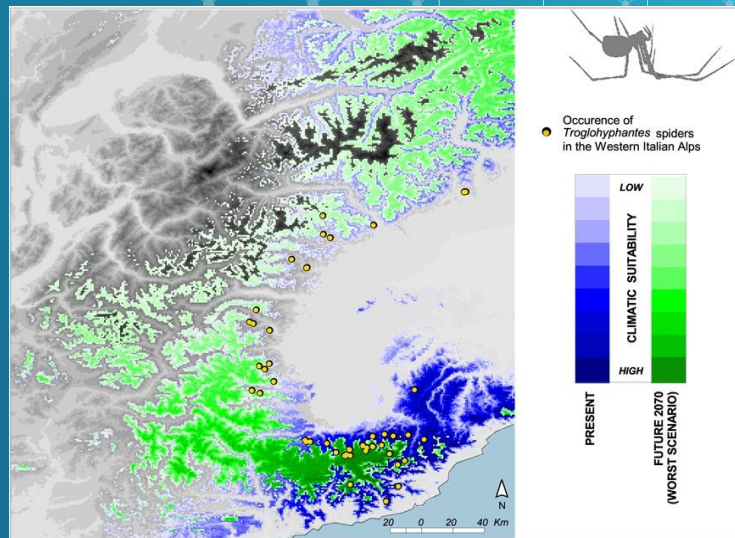 Occurence of
Troglohyphantes spiders
in the Western Italian Alps
LOW
CLIMATIC SUITABILITY
HIGH
PRESENT
FUTURE 2070
(WORST SCENARIO)
N
20 0 20 40 Km